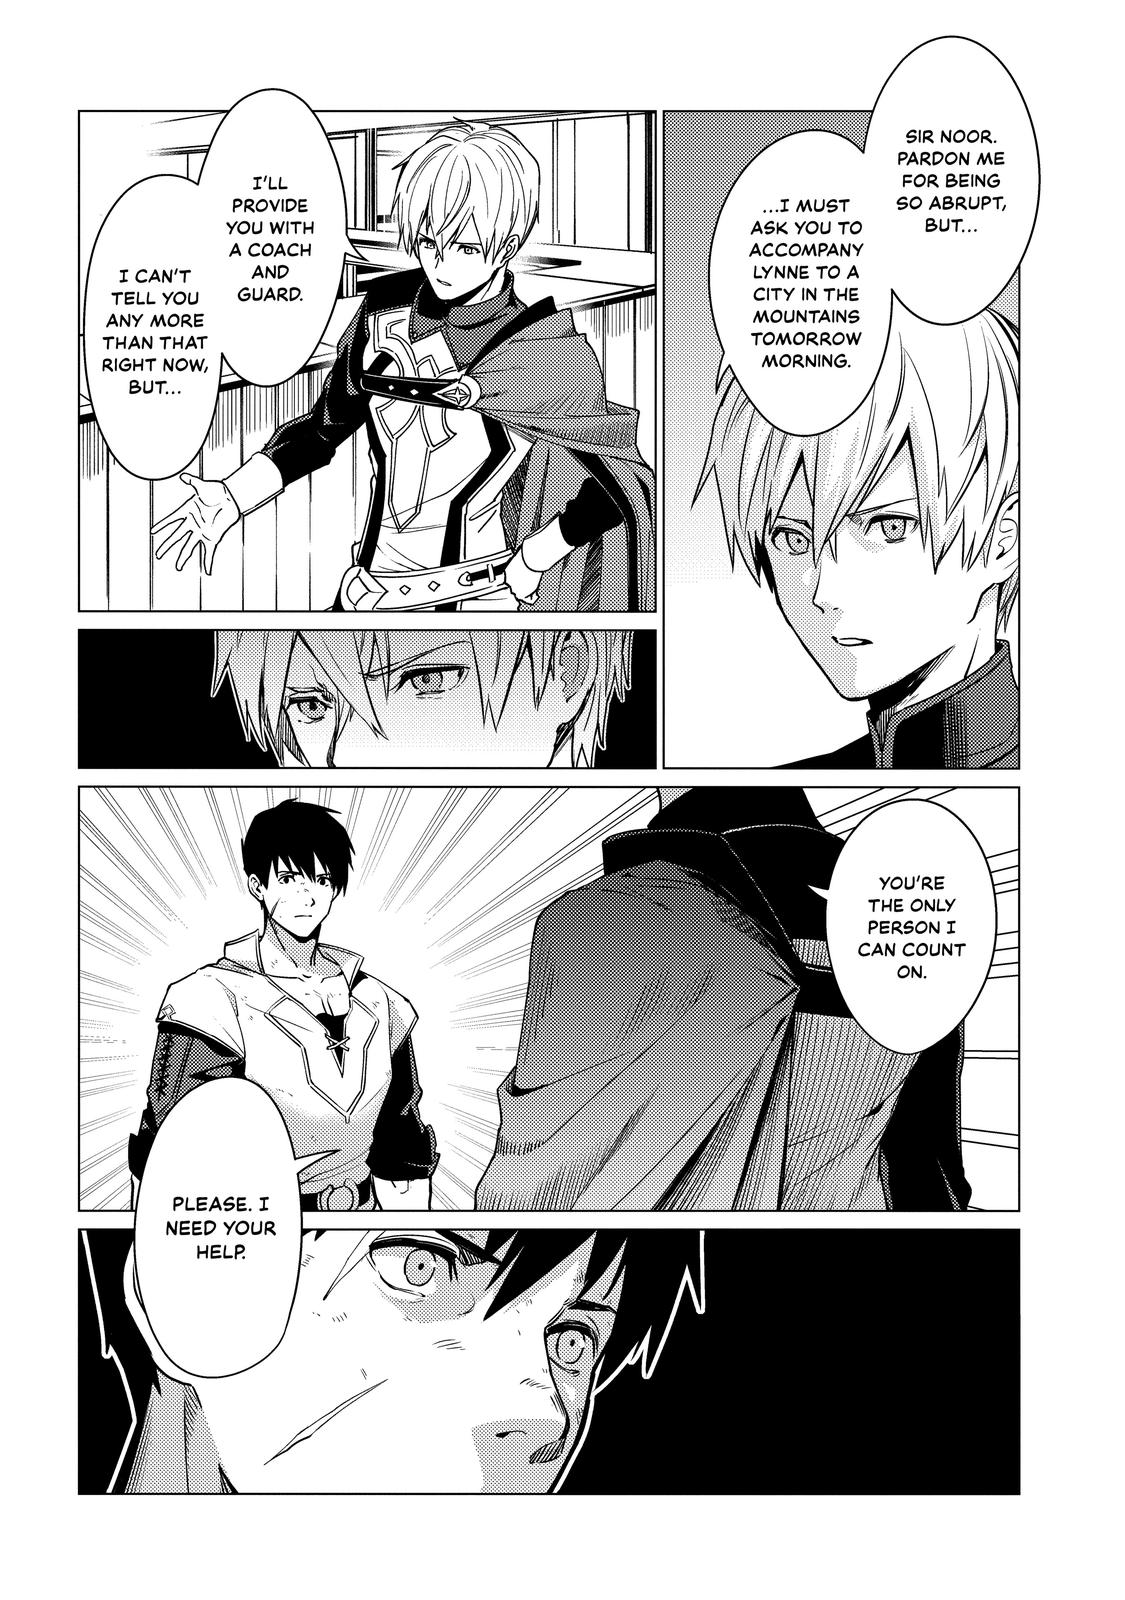 SIR NOOR.
PARDON ME
FOR BEING
SO ABRUPT,
BUT...
...I MUST
ASK YOU TO
ACCOMPANY
LYNNE TO A
CITY IN THE
MOUNTAINS
TOMORROW
MORNING.
I'LL
PROVIDE
YOU WITH
A COACH
AND
GUARD.
I CAN'T
TELL YOU
ANY MORE
THAN THAT
RIGHT NOW,
BUT...
YOU'RE
THE ONLY
PERSON I
CAN COUNT
ON.
PLEASE. I
NEED YOUR
HELP.